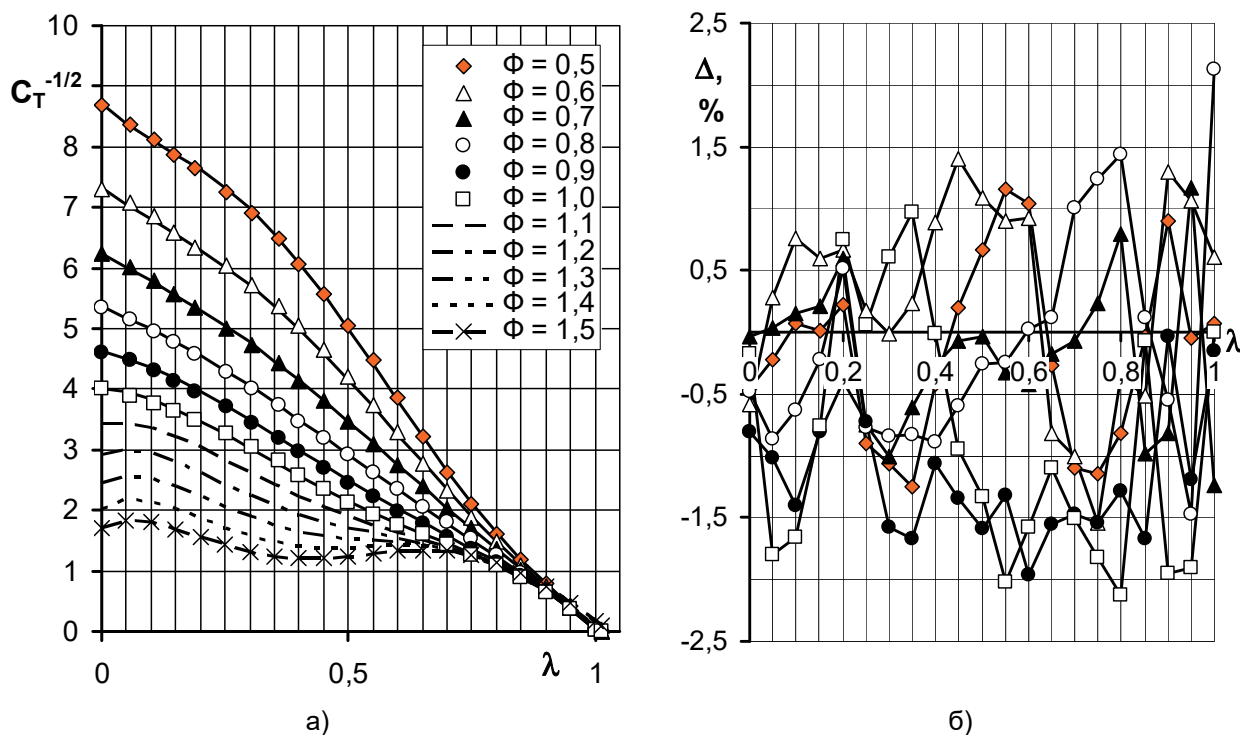 10
C_T^{-1/2}
8
7
6
5
4
3
2
1
0
0
0,5
λ
1
Φ = 0,5
Φ = 0,6
Φ = 0,7
Φ = 0,8
Φ = 0,9
Φ = 1,0
Φ = 1,1
Φ = 1,2
Φ = 1,3
Φ = 1,4
Φ = 1,5
а)
2,5
Δ,
%
1,5
0,5
-0,5
-1,5
-2,5
0,0
0,2
0,4
0,6
0,8
1
λ
б)